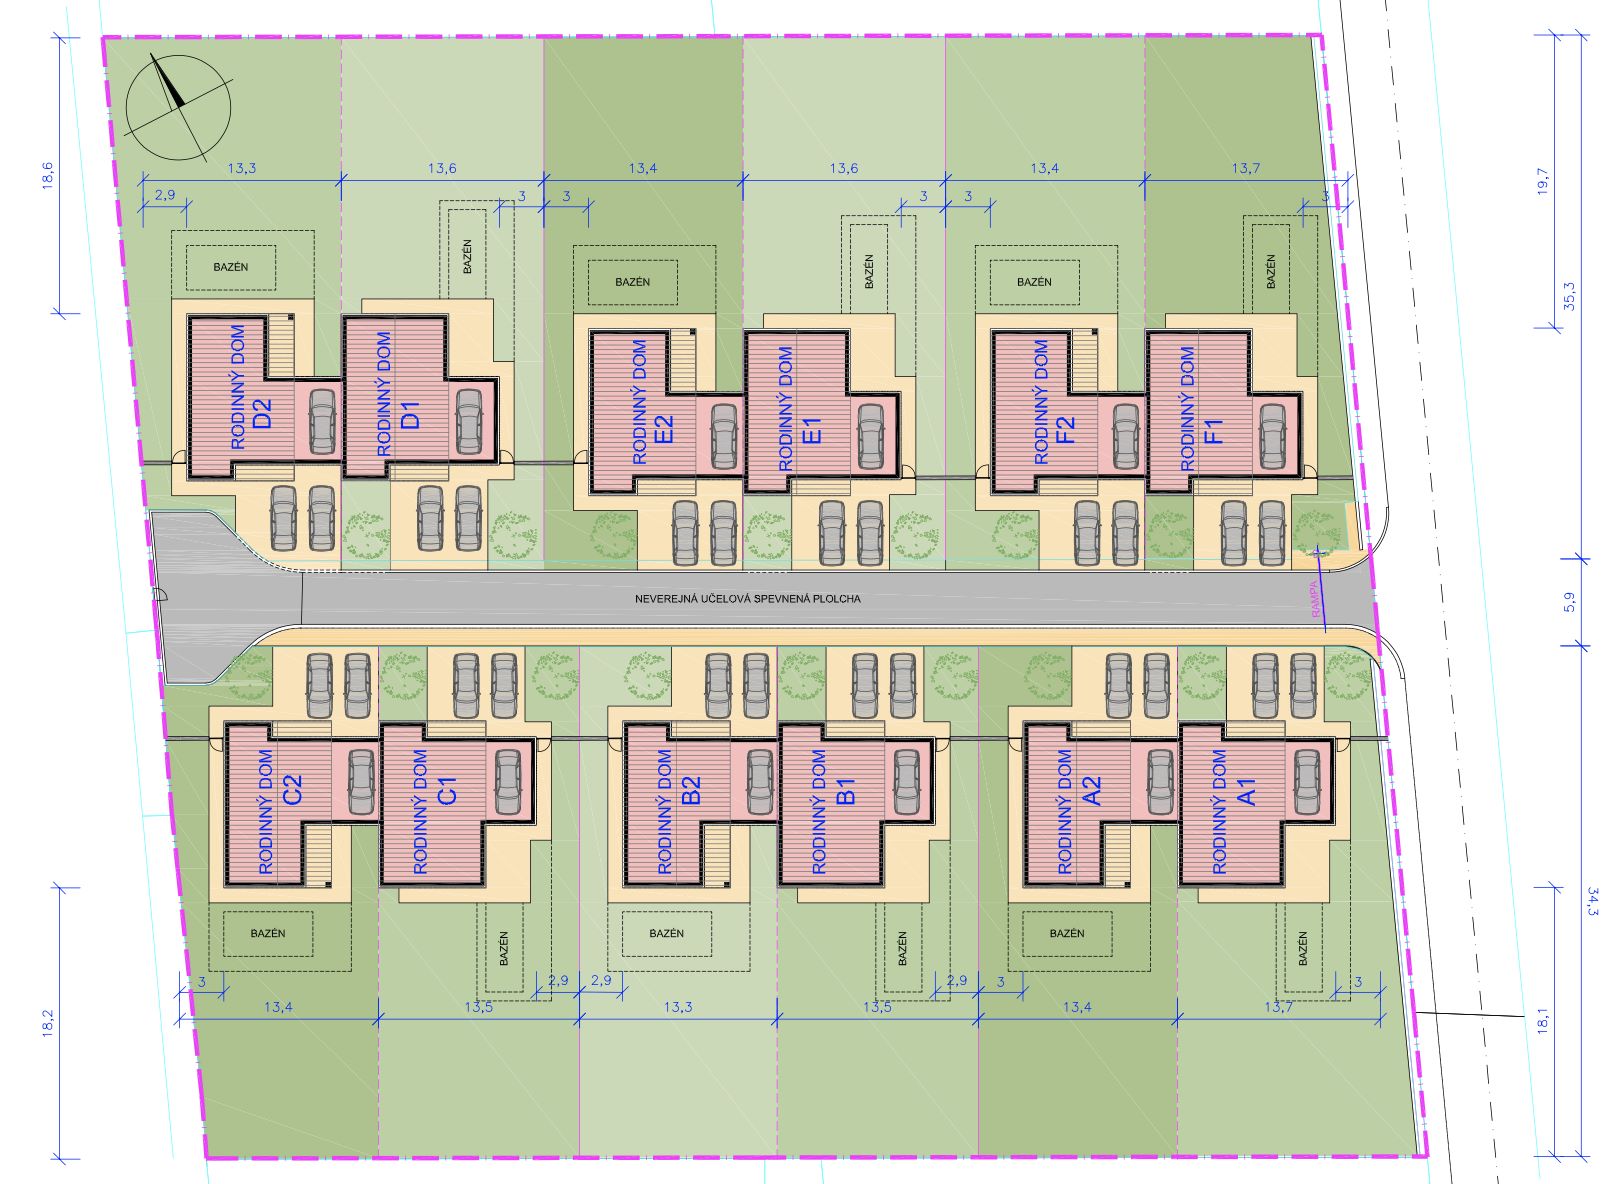 18,6
13,3
13,6
13,4
13,6
13,4
13,7
19,7
2,9
3
3
3
3
3
BAZÉN
BAZÉN
BAZÉN
BAZÉN
BAZÉN
BAZÉN
35,3
RODINNÝ DOM
D2
RODINNÝ DOM
D1
RODINNÝ DOM
E2
RODINNÝ DOM
E1
RODINNÝ DOM
F2
RODINNÝ DOM
F1
NEVEREJNÁ UČELOVÁ SPEVNENÁ PLOLCHA
RAMPA
5,9
RODINNÝ DOM
C2
RODINNÝ DOM
C1
RODINNÝ DOM
B2
RODINNÝ DOM
B1
RODINNÝ DOM
A2
RODINNÝ DOM
A1
34,3
BAZÉN
BAZÉN
BAZÉN
BAZÉN
BAZÉN
BAZÉN
3
2,9
2,9
2,9
3
3
18,2
13,4
13,5
13,3
13,5
13,4
13,7
18,1